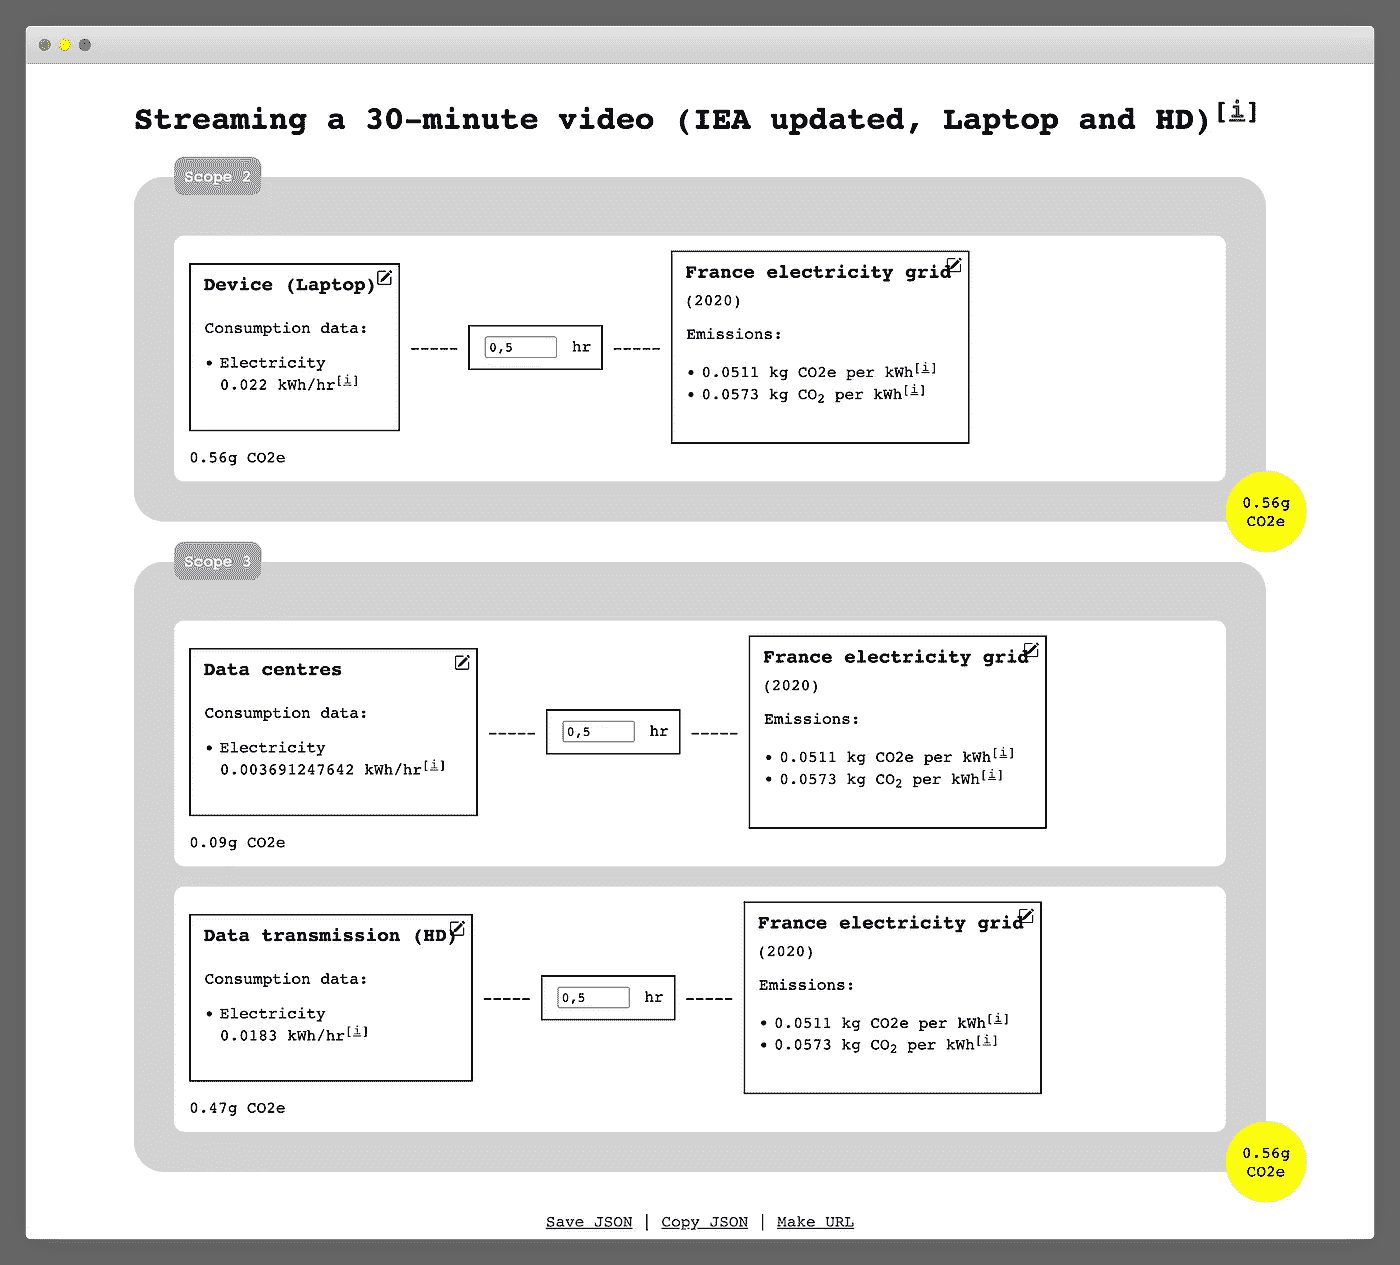 Streaming a 30-minute video (IEA updated, Laptop and HD)[i]
Scope 2
Device (Laptop)
Consumption data:
• Electricity
0.022 kWh/hr[i]
0,5 hr
France electricity grid
(2020)
Emissions:
• 0.0511 kg CO2e per kWh[i]
• 0.0573 kg CO₂ per kWh[i]
0.56g CO2e
0.56g
CO2e
Scope 3
Data centres
Consumption data:
• Electricity
0.003691247642 kWh/hr[i]
0,5 hr
France electricity grid
(2020)
Emissions:
• 0.0511 kg CO2e per kWh[i]
• 0.0573 kg CO₂ per kWh[i]
0.09g CO2e
Data transmission (HD)
Consumption data:
• Electricity
0.0183 kWh/hr[i]
0,5 hr
France electricity grid
(2020)
Emissions:
• 0.0511 kg CO2e per kWh[i]
• 0.0573 kg CO₂ per kWh[i]
0.47g CO2e
0.56g
CO2e
Save JSON | Copy JSON | Make URL